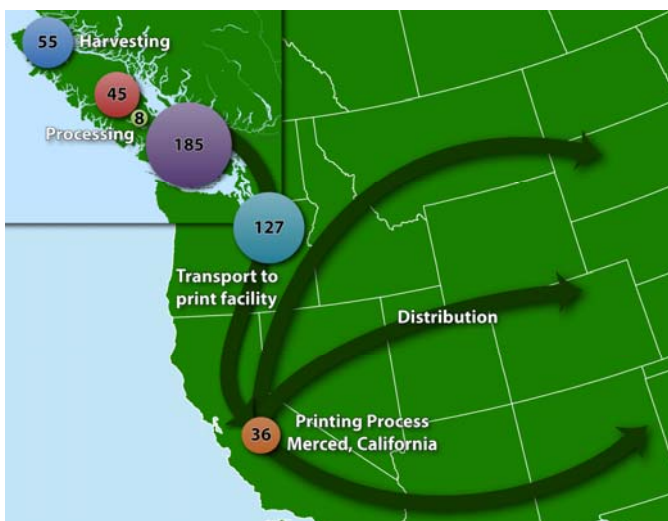 55
Harvesting
45
8
Processing
185
127
Transport to
print facility
Distribution
36
Printing Process
Merced, California